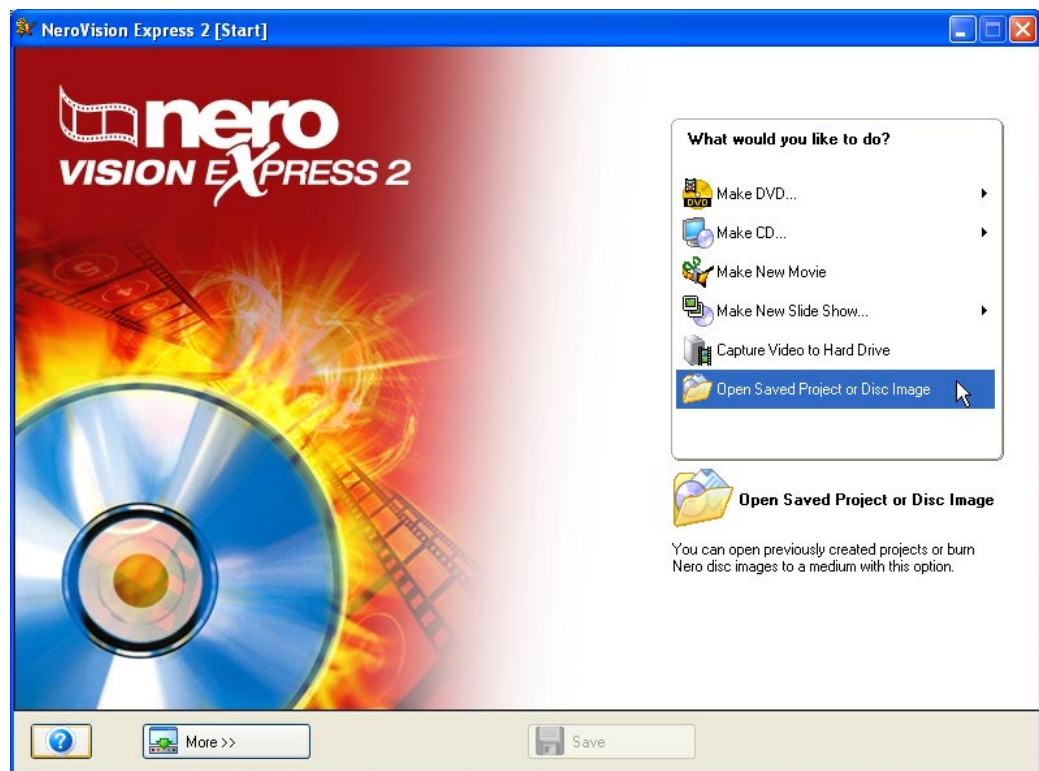 NeroVision Express 2 [Start]
nero
VISION EXPRESS 2
What would you like to do?
Make DVD...
Make CD...
Make New Movie
Make New Slide Show...
Capture Video to Hard Drive
Open Saved Project or Disc Image
Open Saved Project or Disc Image
You can open previously created projects or burn
Nero disc images to a medium with this option.
More >>
Save